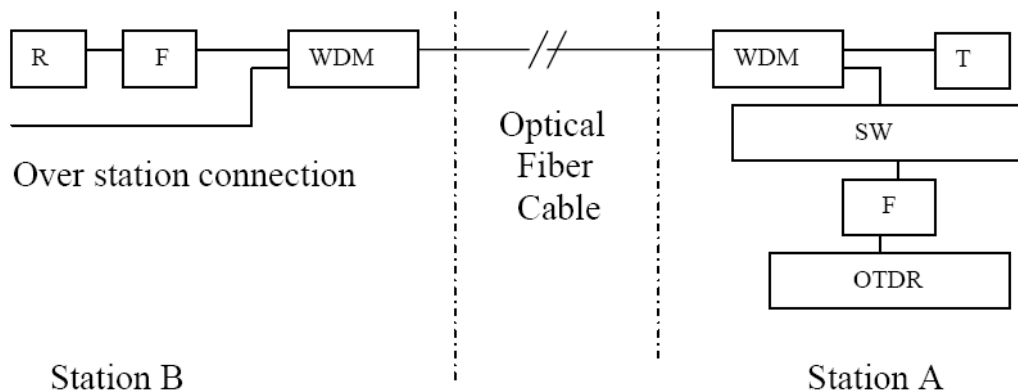 R
F
WDM
WDM
T
SW
Over station connection
Optical
Fiber
Cable
F
OTDR
Station B
Station A